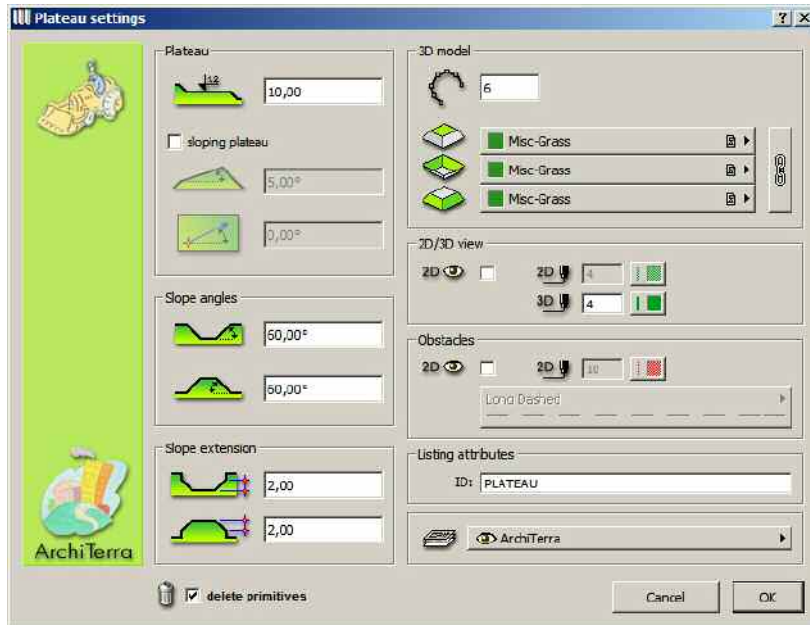 Plateau settings
Plateau
1,2
10,00
sloping plateau
5,00°
0,00°
Slope angles
60,00°
60,00°
Slope extension
2,00
2,00
ArchiTerra
delete primitives
3D model
6
Misc-Grass
Misc-Grass
Misc-Grass
2D/3D view
2D
2D
4
3D
4
Obstacles
2D
2D
10
Long Dashed
Listing attributes
ID: PLATEAU
ArchiTerra
Cancel
OK